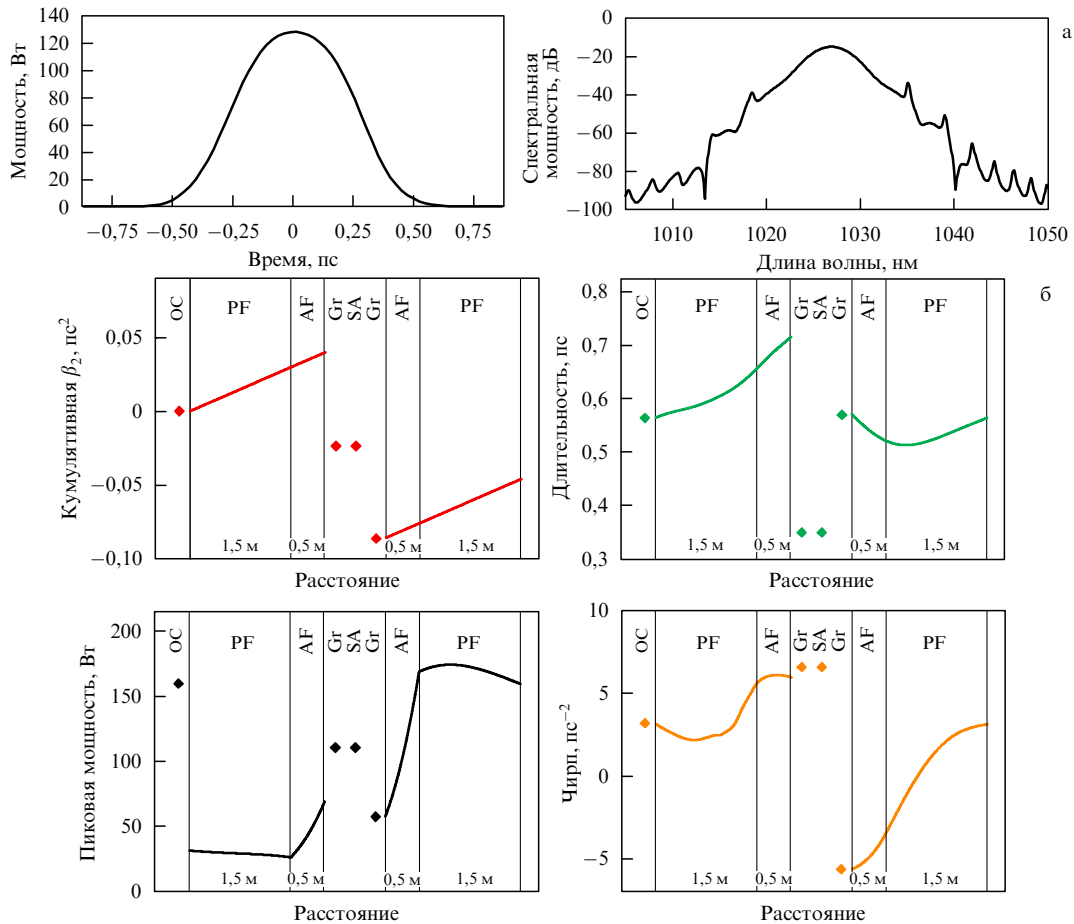 140
120
100
80
60
40
20
0
Мощность, Вт
−0,75 −0,50 −0,25 0 0,25 0,50 0,75
Время, пс
0
−20
−40
−60
−80
−100
Спектральная
мощность, дБ
1010 1020 1030 1040 1050
Длина волны, нм
а
OC PF AF Gr SA Gr AF PF
0,05
0
−0,05
−0,10
Кумулятивная β2, пс²
1,5 м 0,5 м 0,5 м 1,5 м
Расстояние
б
OC PF AF Gr SA Gr AF PF
0,8
0,7
0,6
0,5
0,4
0,3
Длительность, пс
1,5 м 0,5 м 0,5 м 1,5 м
Расстояние
OC PF AF Gr SA Gr AF PF
200
150
100
50
0
Пиковая мощность, Вт
1,5 м 0,5 м 0,5 м 1,5 м
Расстояние
OC PF AF Gr SA Gr AF PF
10
5
0
−5
Чирп, пс⁻²
1,5 м 0,5 м 0,5 м 1,5 м
Расстояние